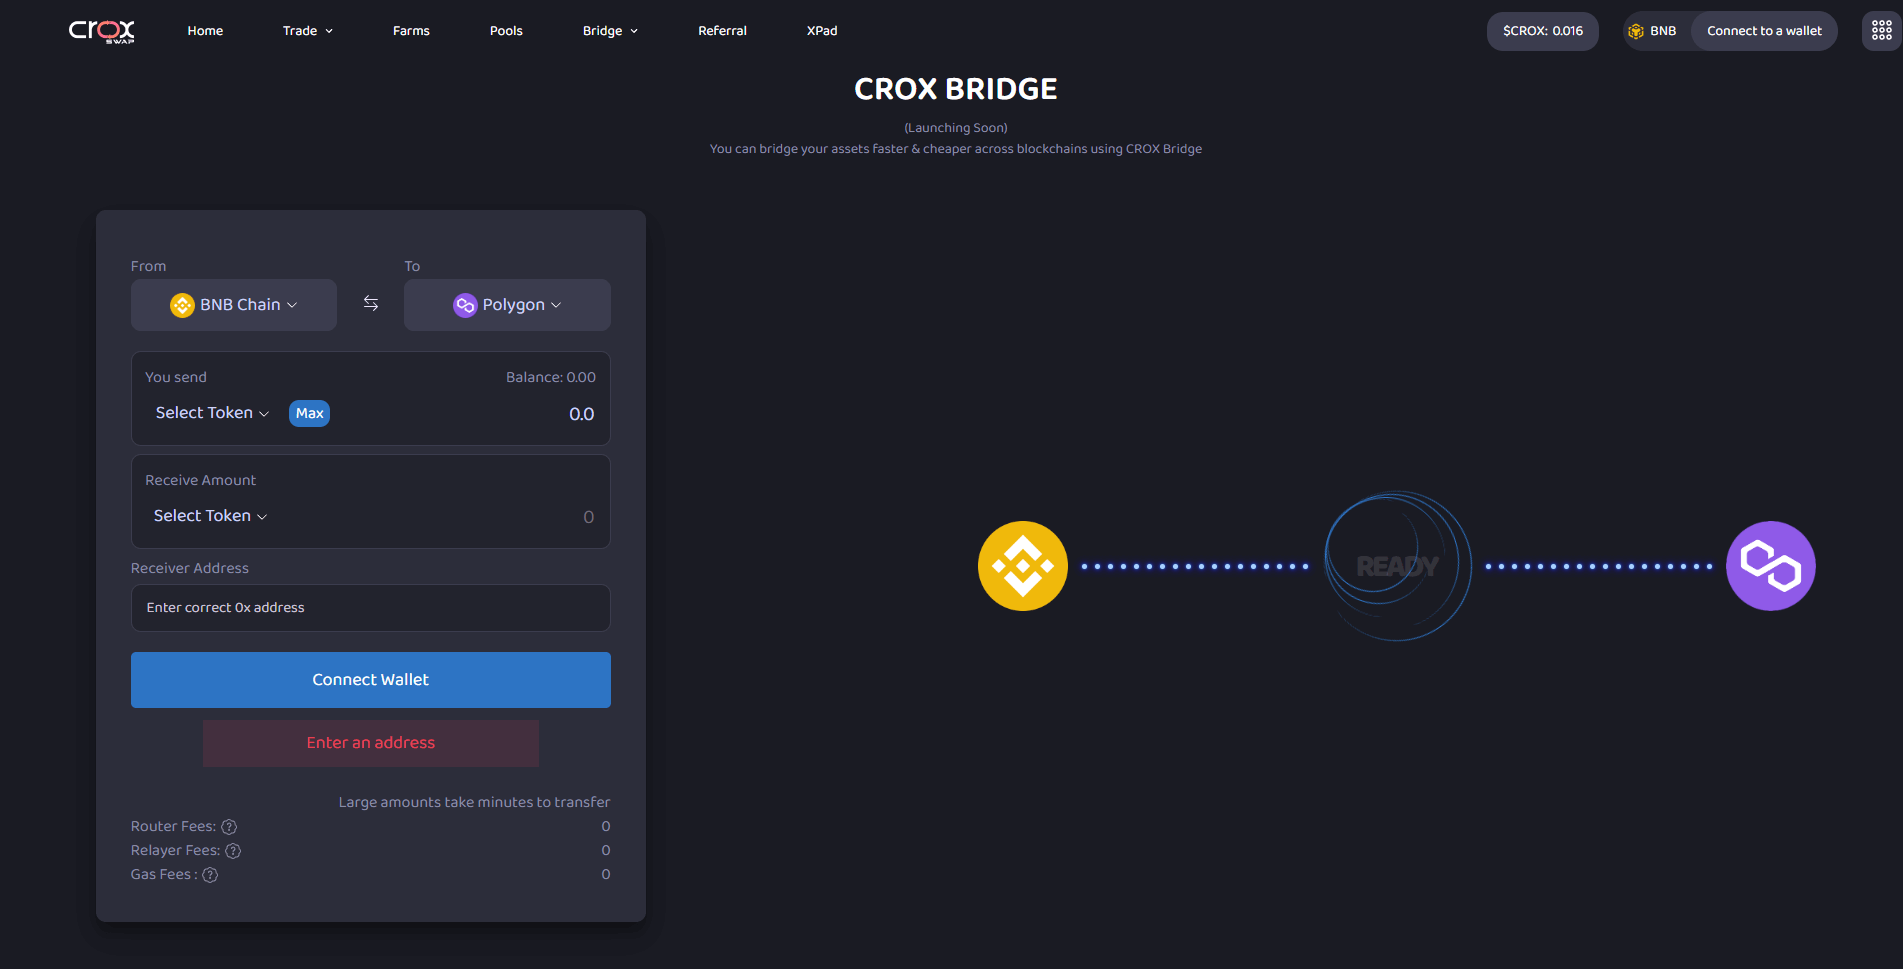 crox
SWAP
Home
Trade
Farms
Pools
Bridge
Referral
XPad
$CROX: 0.016
BNB
Connect to a wallet
CROX BRIDGE
(Launching Soon)
You can bridge your assets faster & cheaper across blockchains using CROX Bridge
From
To
BNB Chain
Polygon
You send
Balance: 0.00
Select Token
Max
0.0
Receive Amount
Select Token
0
READY
Receiver Address
Enter correct 0x address
Connect Wallet
Enter an address
Large amounts take minutes to transfer
Router Fees: ?
0
Relayer Fees: ?
0
Gas Fees : ?
0